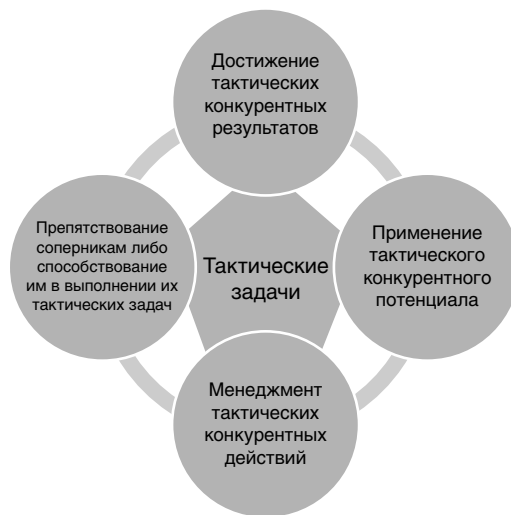 Достижение
тактических
конкурентных
результатов
Препятствование
соперникам либо
способствование
им в выполнении их
тактических задач
Тактические
задачи
Применение
тактического
конкурентного
потенциала
Менеджмент
тактических
конкурентных
действий